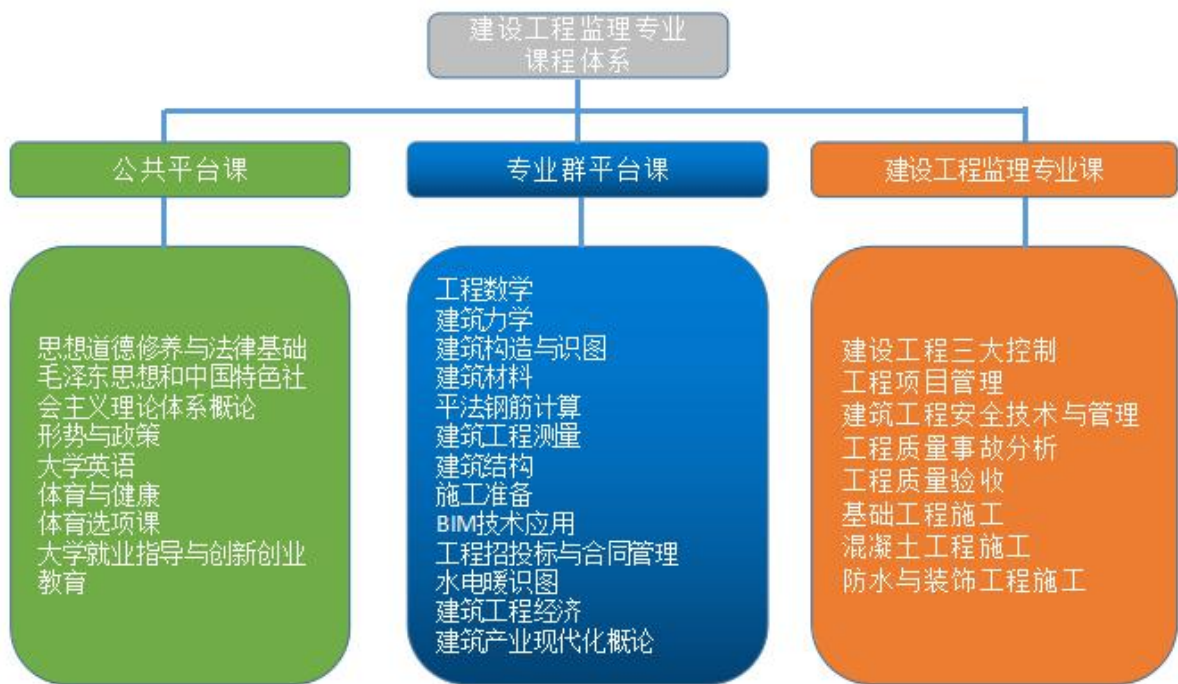 建设工程监理专业
课程体系
公共平台课
专业群平台课
建设工程监理专业课
思想道德修养与法律基础
毛泽东思想和中国特色社
会主义理论体系概论
形势与政策
大学英语
体育与健康
体育选项课
大学就业指导与创新创业
教育
工程数学
建筑力学
建筑构造与识图
建筑材料
平法钢筋计算
建筑工程测量
建筑结构
施工准备
BIM技术应用
工程招投标与合同管理
水电暖识图
建筑工程经济
建筑产业现代化概论
建设工程三大控制
工程项目管理
建筑工程安全技术与管理
工程质量事故分析
工程质量验收
基础工程施工
混凝土工程施工
防水与装饰工程施工